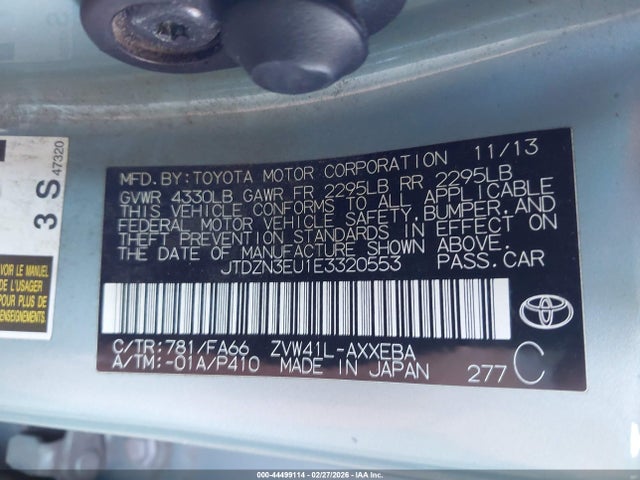 MFD. BY: TOYOTA MOTOR CORPORATION 11/13
GVWR 4330LB GAWR FR 2295LB RR 2295LB
THIS VEHICLE CONFORMS TO ALL APPLICABLE
FEDERAL MOTOR VEHICLE SAFETY, BUMPER, AND
THEFT PREVENTION STANDARDS IN EFFECT ON
THE DATE OF MANUFACTURE SHOWN ABOVE.
JTDZN3EU1E3320553 PASS. CAR
C/TR: 781/FA66 ZVW41L-AXXEBA
A/TM: -01A/P410 MADE IN JAPAN 277 C
TOYOTA
3 S 47320
VOIR LE MANUEL
DE L'USAGER
POUR PLUS DE
000-44499114 - 02/27/2026 - IAAI.COM